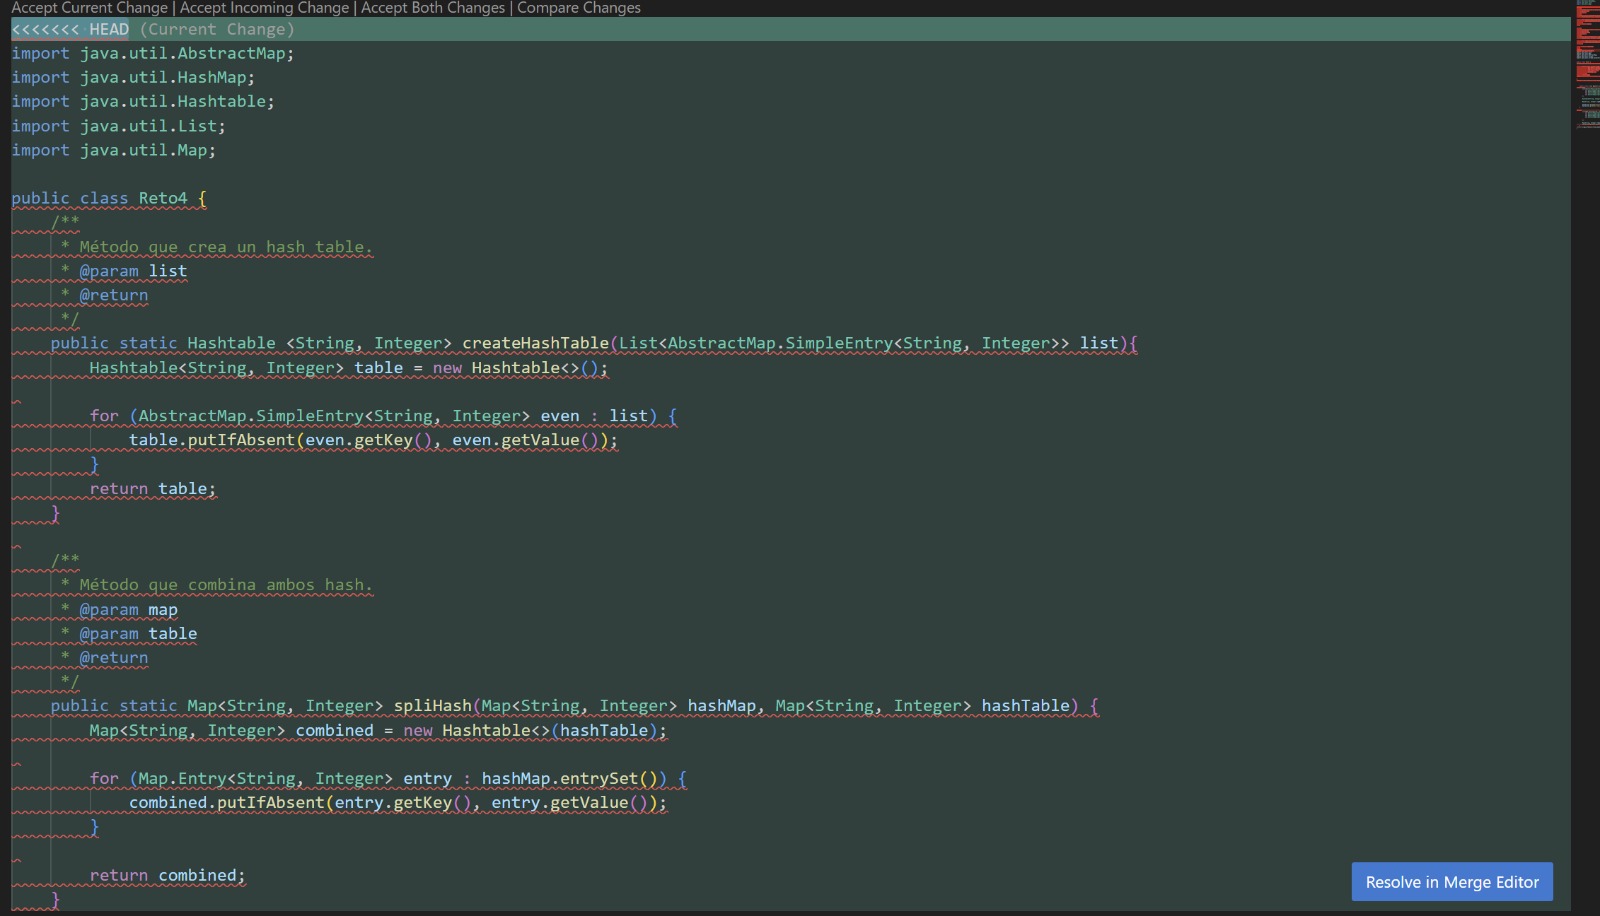 Accept Current Change | Accept Incoming Change | Accept Both Changes | Compare Changes
<<<<<<< HEAD (Current Change)
import java.util.AbstractMap;
import java.util.HashMap;
import java.util.Hashtable;
import java.util.List;
import java.util.Map;
public class Reto4 {
/**
* Método que crea un hash table.
* @param list
* @return
*/
public static Hashtable <String, Integer> createHashTable(List<AbstractMap.SimpleEntry<String, Integer>> list){
Hashtable<String, Integer> table = new Hashtable<>();
for (AbstractMap.SimpleEntry<String, Integer> even : list) {
table.putIfAbsent(even.getKey(), even.getValue());
}
return table;
}
/**
* Método que combina ambos hash.
* @param map
* @param table
* @return
*/
public static Map<String, Integer> spliHash(Map<String, Integer> hashMap, Map<String, Integer> hashTable) {
Map<String, Integer> combined = new Hashtable<>(hashTable);
for (Map.Entry<String, Integer> entry : hashMap.entrySet()) {
combined.putIfAbsent(entry.getKey(), entry.getValue());
}
return combined;
}
Resolve in Merge Editor